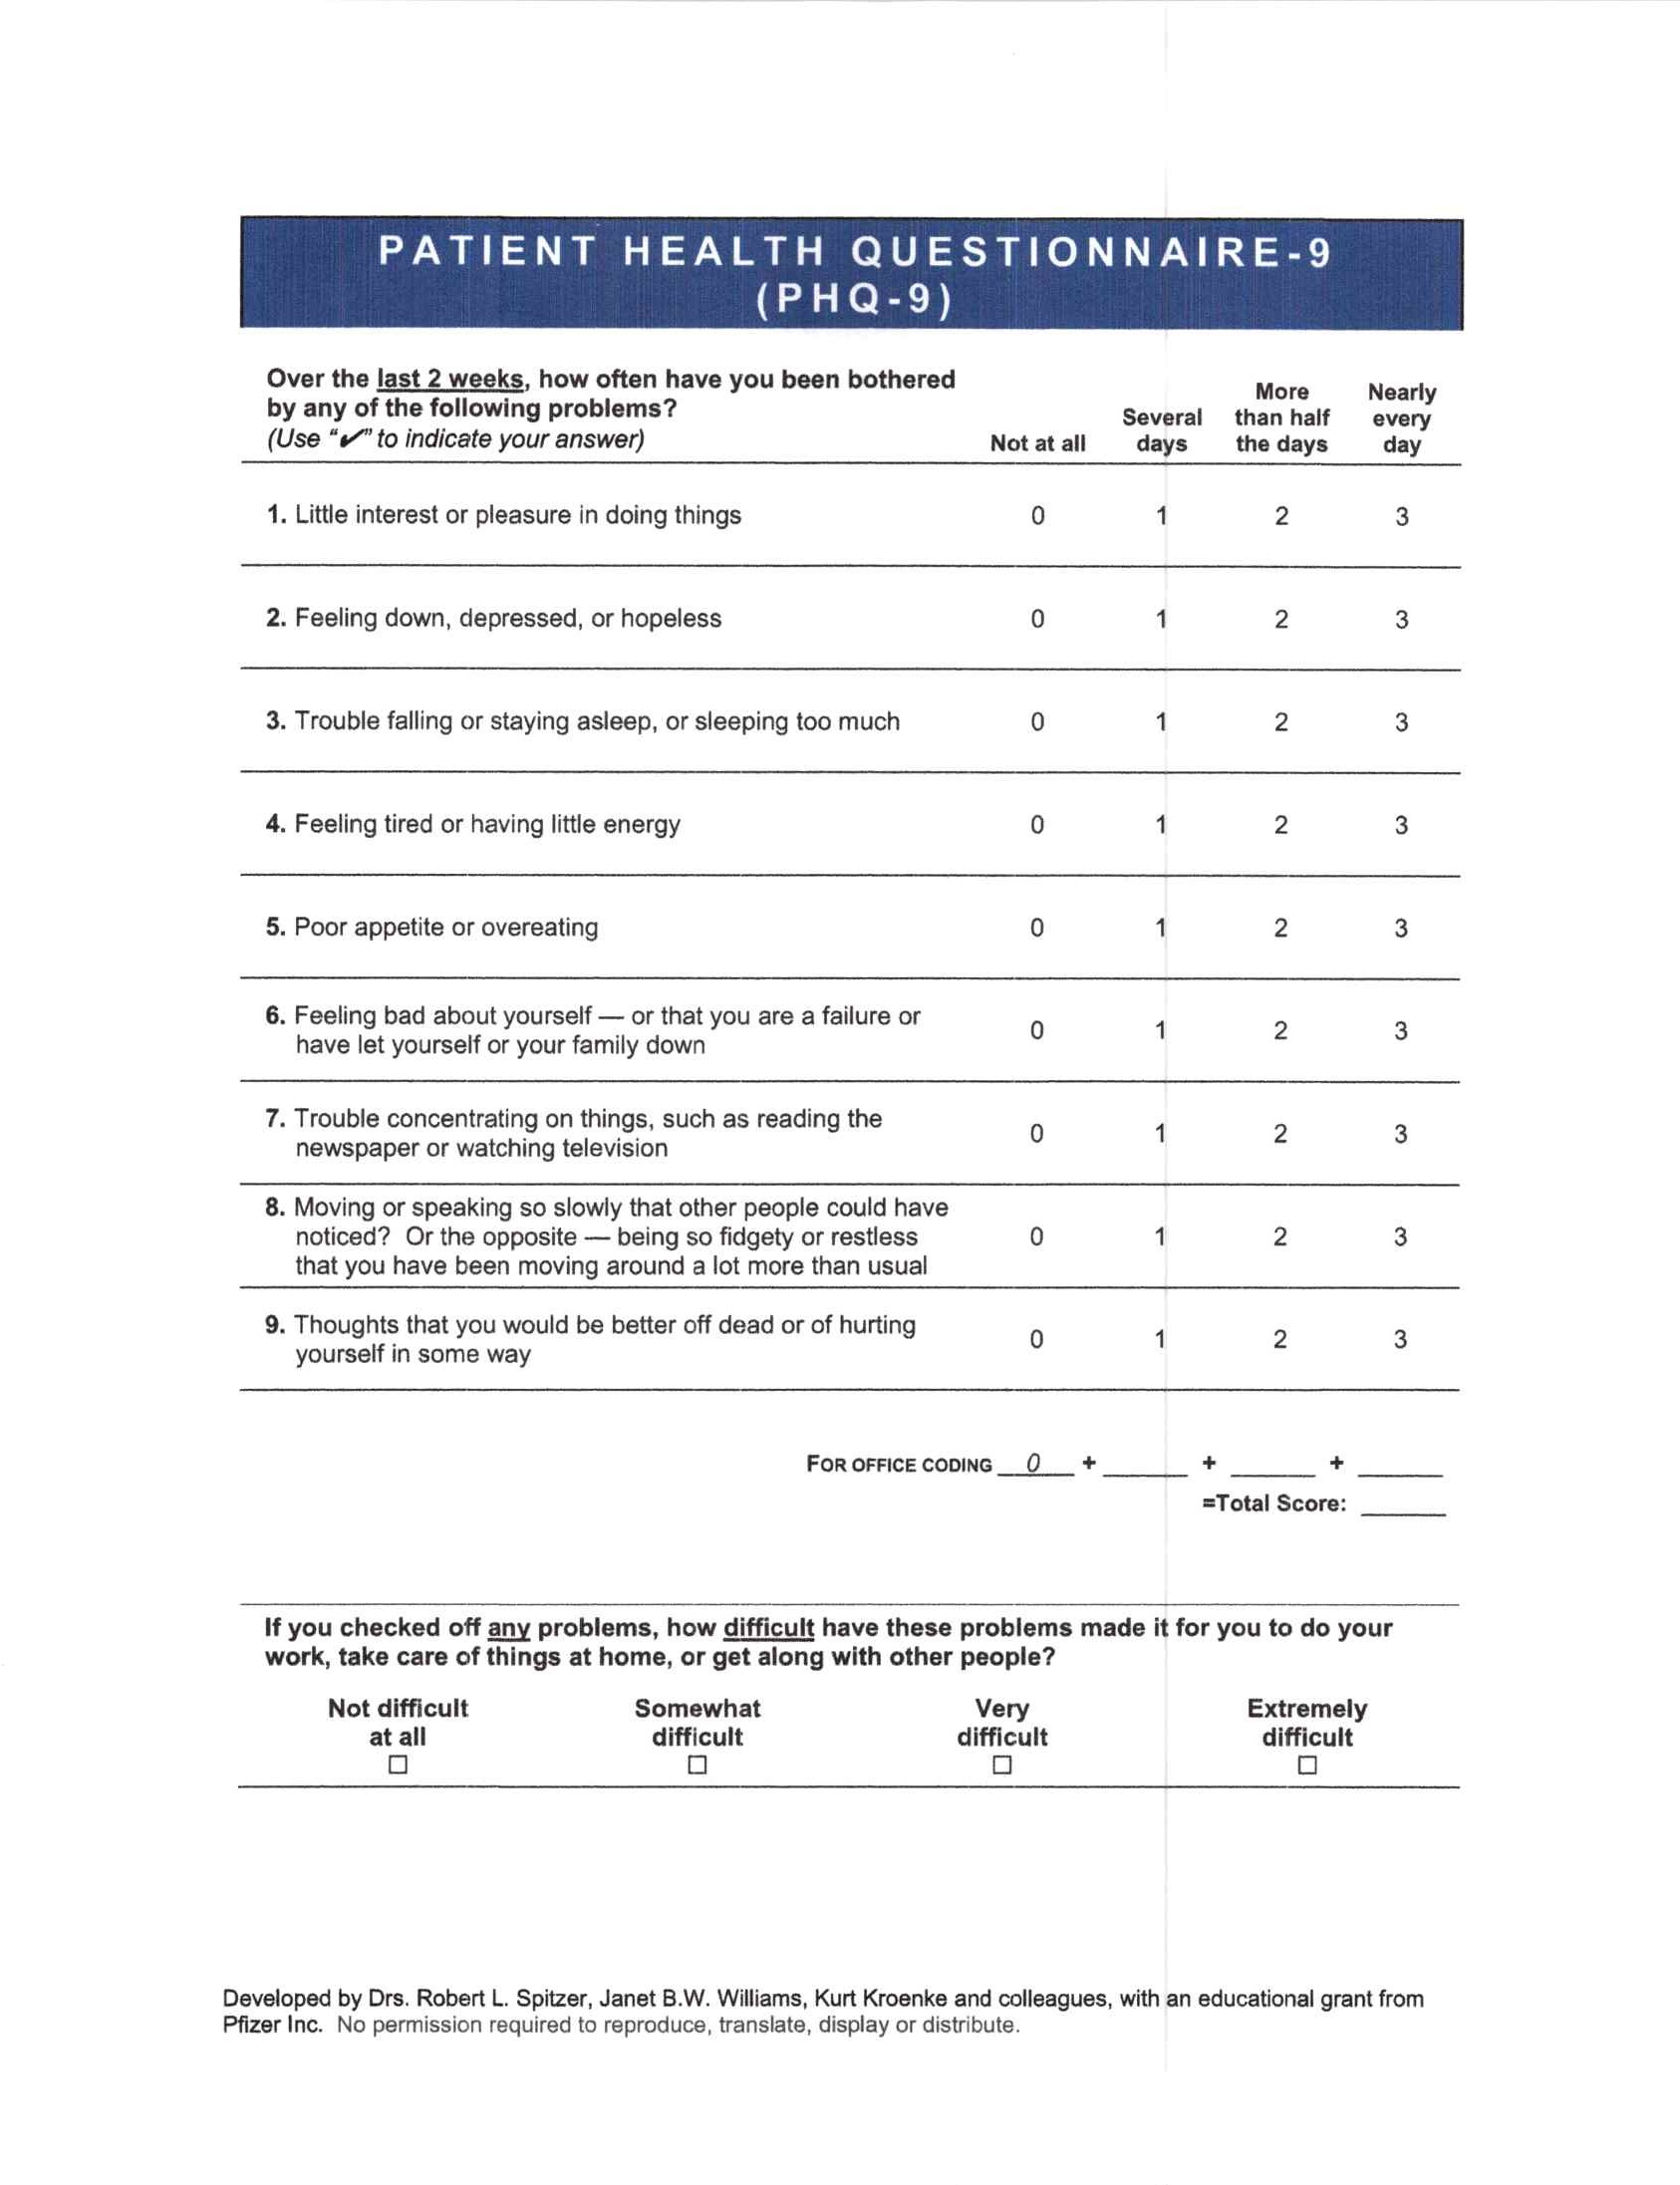 PATIENT HEALTH QUESTIONNAIRE-9
(PHQ-9)
Over the last 2 weeks, how often have you been bothered
by any of the following problems?
(Use "✔" to indicate your answer)
Not at all
Several
days
More
than half
the days
Nearly
every
day
1. Little interest or pleasure in doing things 0 1 2 3
2. Feeling down, depressed, or hopeless 0 1 2 3
3. Trouble falling or staying asleep, or sleeping too much 0 1 2 3
4. Feeling tired or having little energy 0 1 2 3
5. Poor appetite or overeating 0 1 2 3
6. Feeling bad about yourself — or that you are a failure or
have let yourself or your family down 0 1 2 3
7. Trouble concentrating on things, such as reading the
newspaper or watching television 0 1 2 3
8. Moving or speaking so slowly that other people could have
noticed? Or the opposite — being so fidgety or restless 0 1 2 3
that you have been moving around a lot more than usual
9. Thoughts that you would be better off dead or of hurting
yourself in some way 0 1 2 3
FOR OFFICE CODING 0 + ______ + ______ + ______
=Total Score: ______
If you checked off any problems, how difficult have these problems made it for you to do your
work, take care of things at home, or get along with other people?
Not difficult
at all
☐
Somewhat
difficult
☐
Very
difficult
☐
Extremely
difficult
☐
Developed by Drs. Robert L. Spitzer, Janet B.W. Williams, Kurt Kroenke and colleagues, with an educational grant from
Pfizer Inc. No permission required to reproduce, translate, display or distribute.